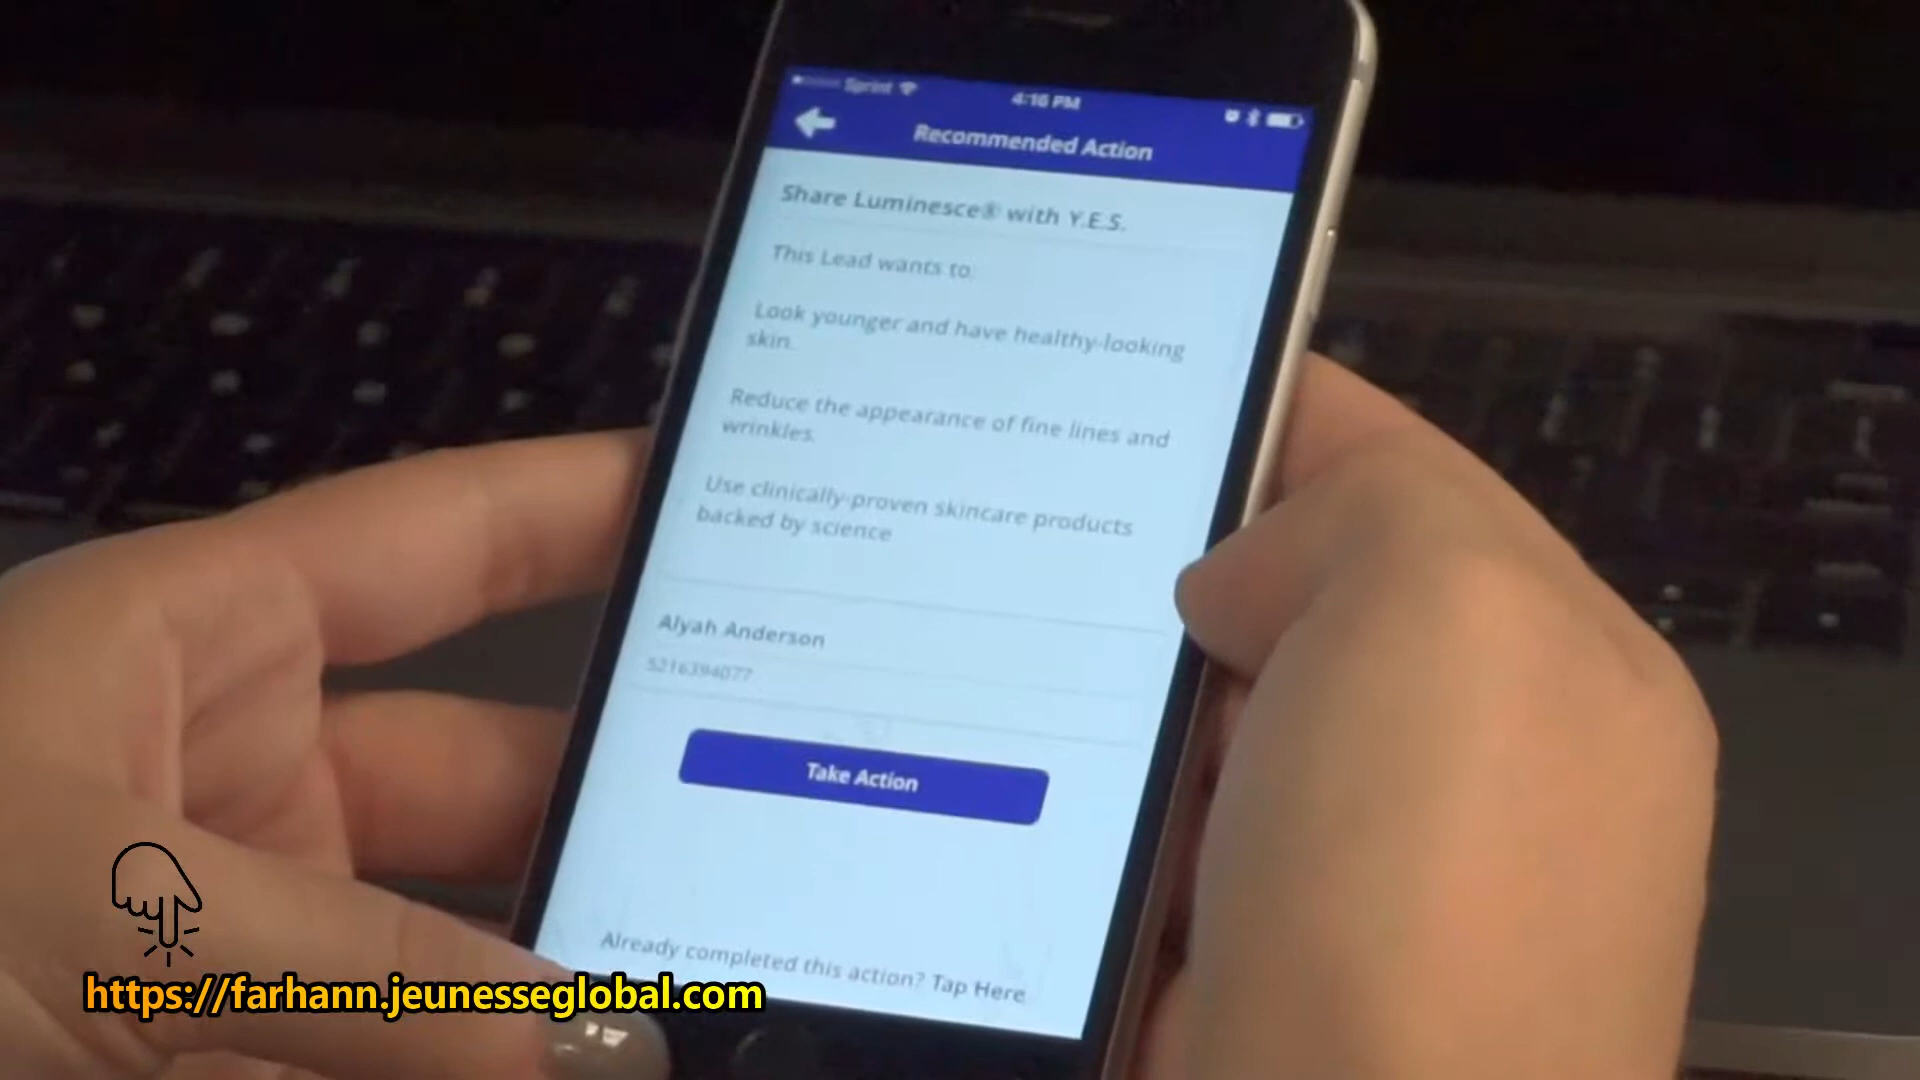 Sprint
4:16 PM
Recommended Action
Share Luminesce® with Y.E.S.
This Lead wants to:
Look younger and have healthy-looking
skin.
Reduce the appearance of fine lines and
wrinkles.
Use clinically-proven skincare products
backed by science
Alyah Anderson
5216394077
Take Action
Already completed this action? Tap Here
https://farhann.jeunesseglobal.com